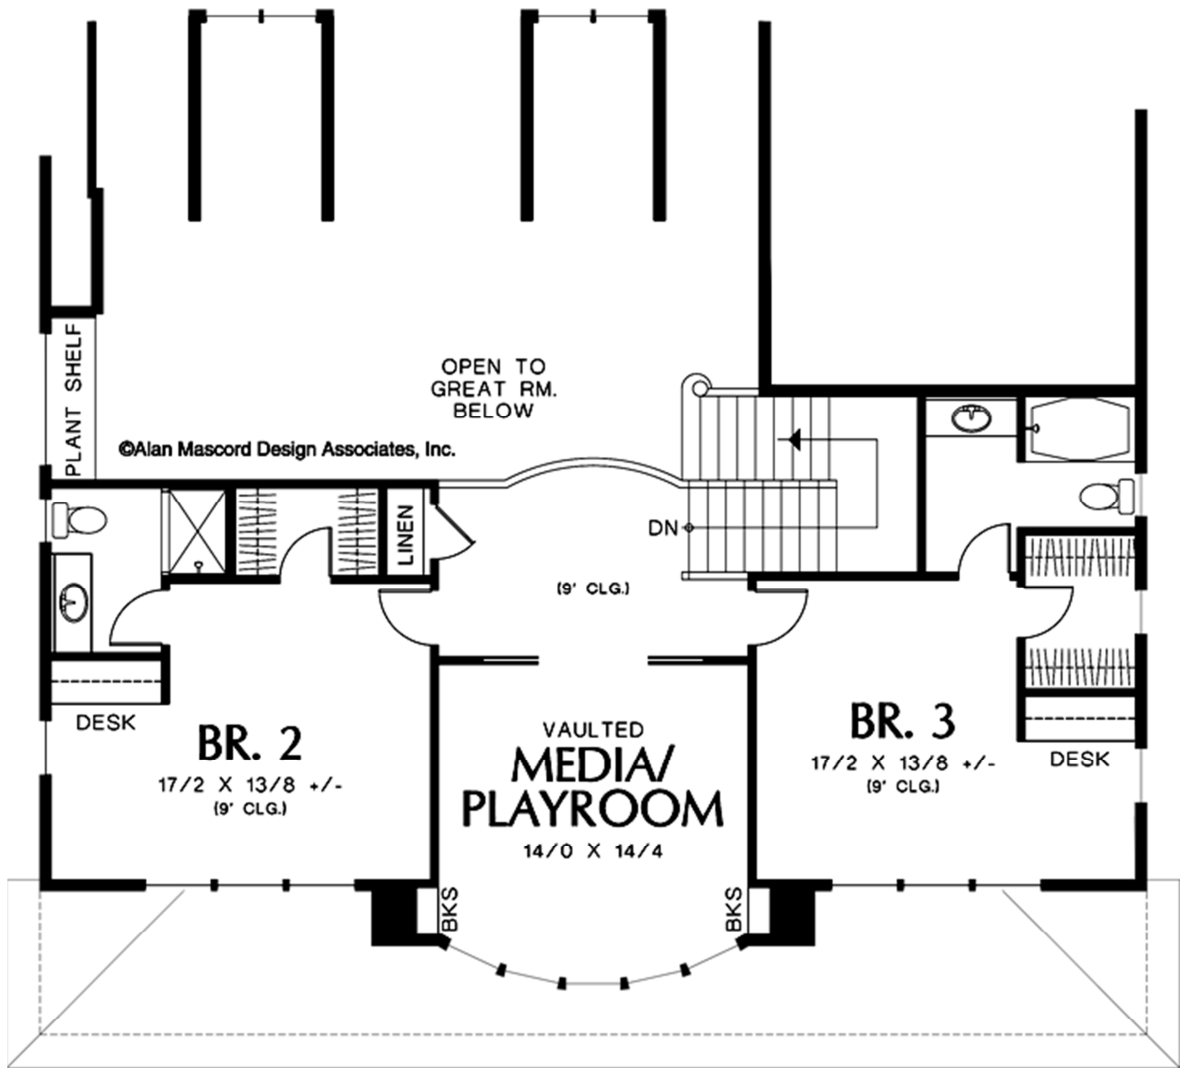 PLANT SHELF
OPEN TO
GREAT RM.
BELOW
©Alan Mascord Design Associates, Inc.
LINEN
DN
(9' CLG.)
DESK
BR. 2
17/2 X 13/8 +/-
(9' CLG.)
VAULTED
MEDIA/
PLAYROOM
14/0 X 14/4
BR. 3
17/2 X 13/8 +/-
(9' CLG.)
DESK
BKS
BKS